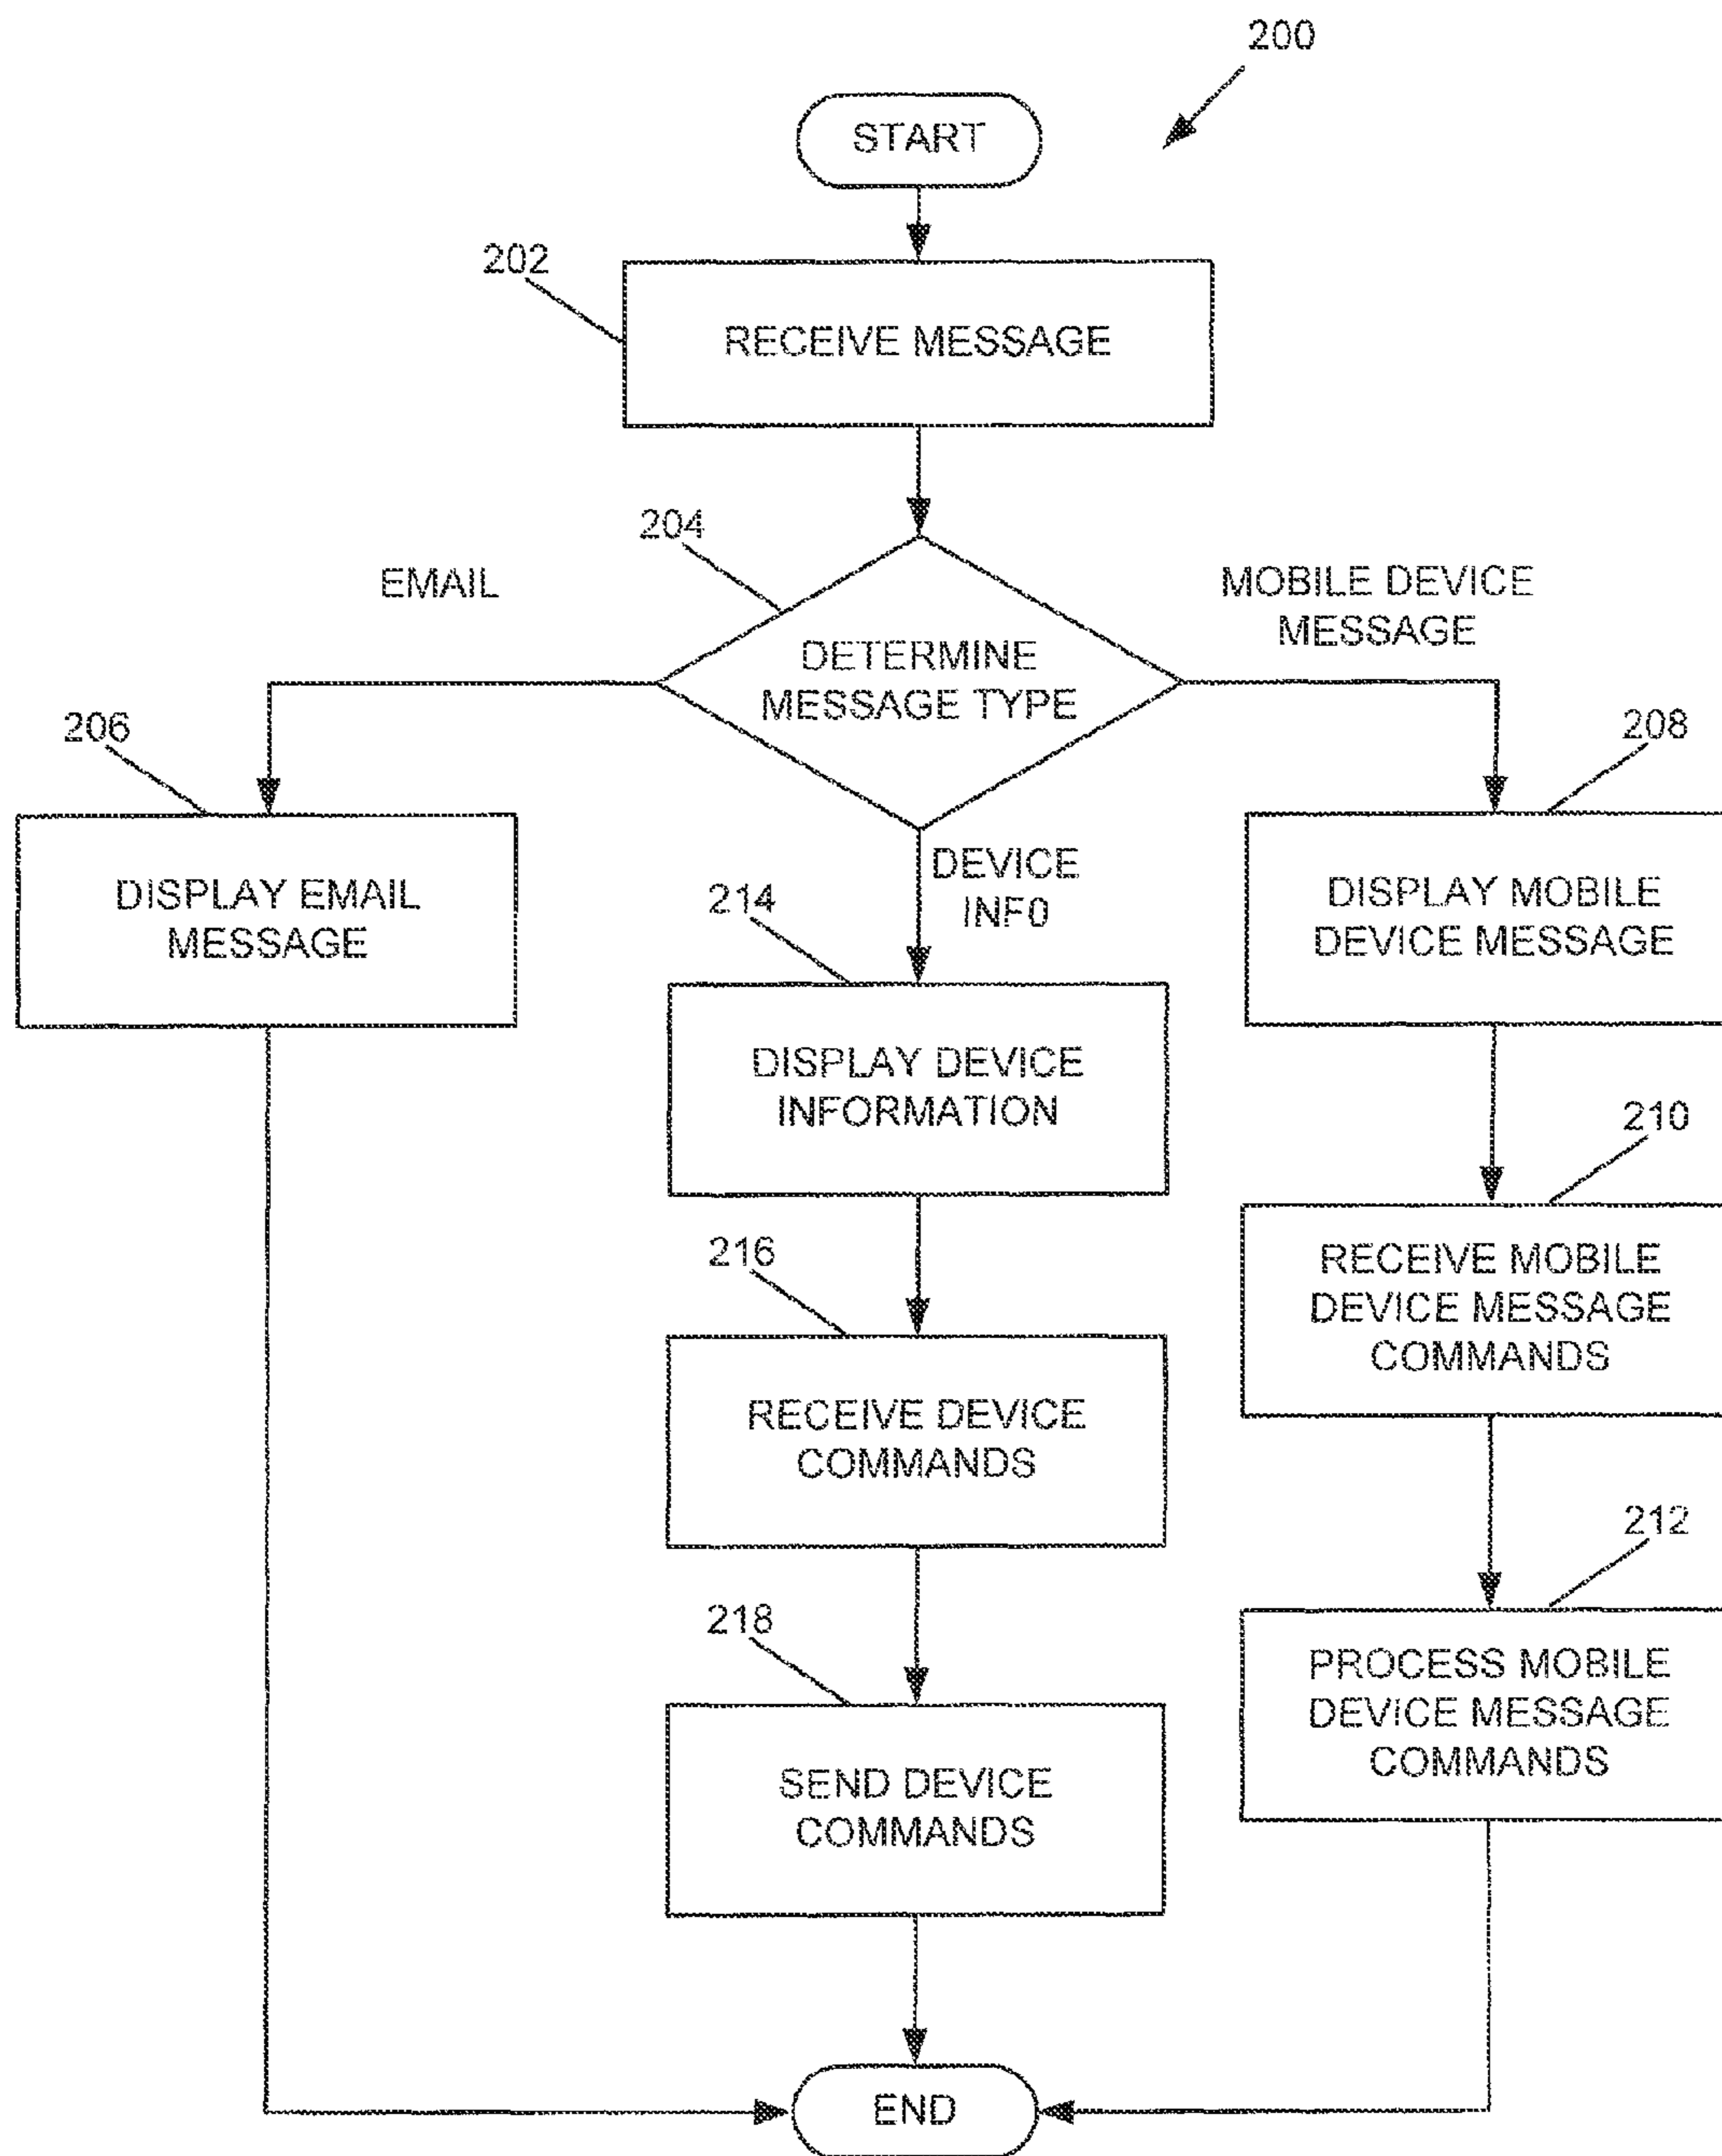 200
START
202
RECEIVE MESSAGE
204
EMAIL
MOBILE DEVICE
MESSAGE
DETERMINE
MESSAGE TYPE
206
208
DISPLAY EMAIL
MESSAGE
DEVICE
INF0
214
DISPLAY MOBILE
DEVICE MESSAGE
DISPLAY DEVICE
INFORMATION
210
216
RECEIVE MOBILE
DEVICE MESSAGE
COMMANDS
RECEIVE DEVICE
COMMANDS
212
218
PROCESS MOBILE
DEVICE MESSAGE
COMMANDS
SEND DEVICE
COMMANDS
END